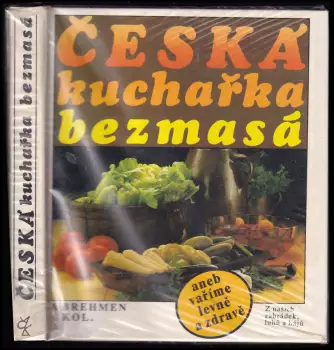 ČESKÁ kuchařka bezmasá
ČESKÁ
kuchařka
bezmasá
aneb
vaříme
levně
a zdravě
BREHMEN
KOL.
Z našich
zahrádek,
luhů a hájů